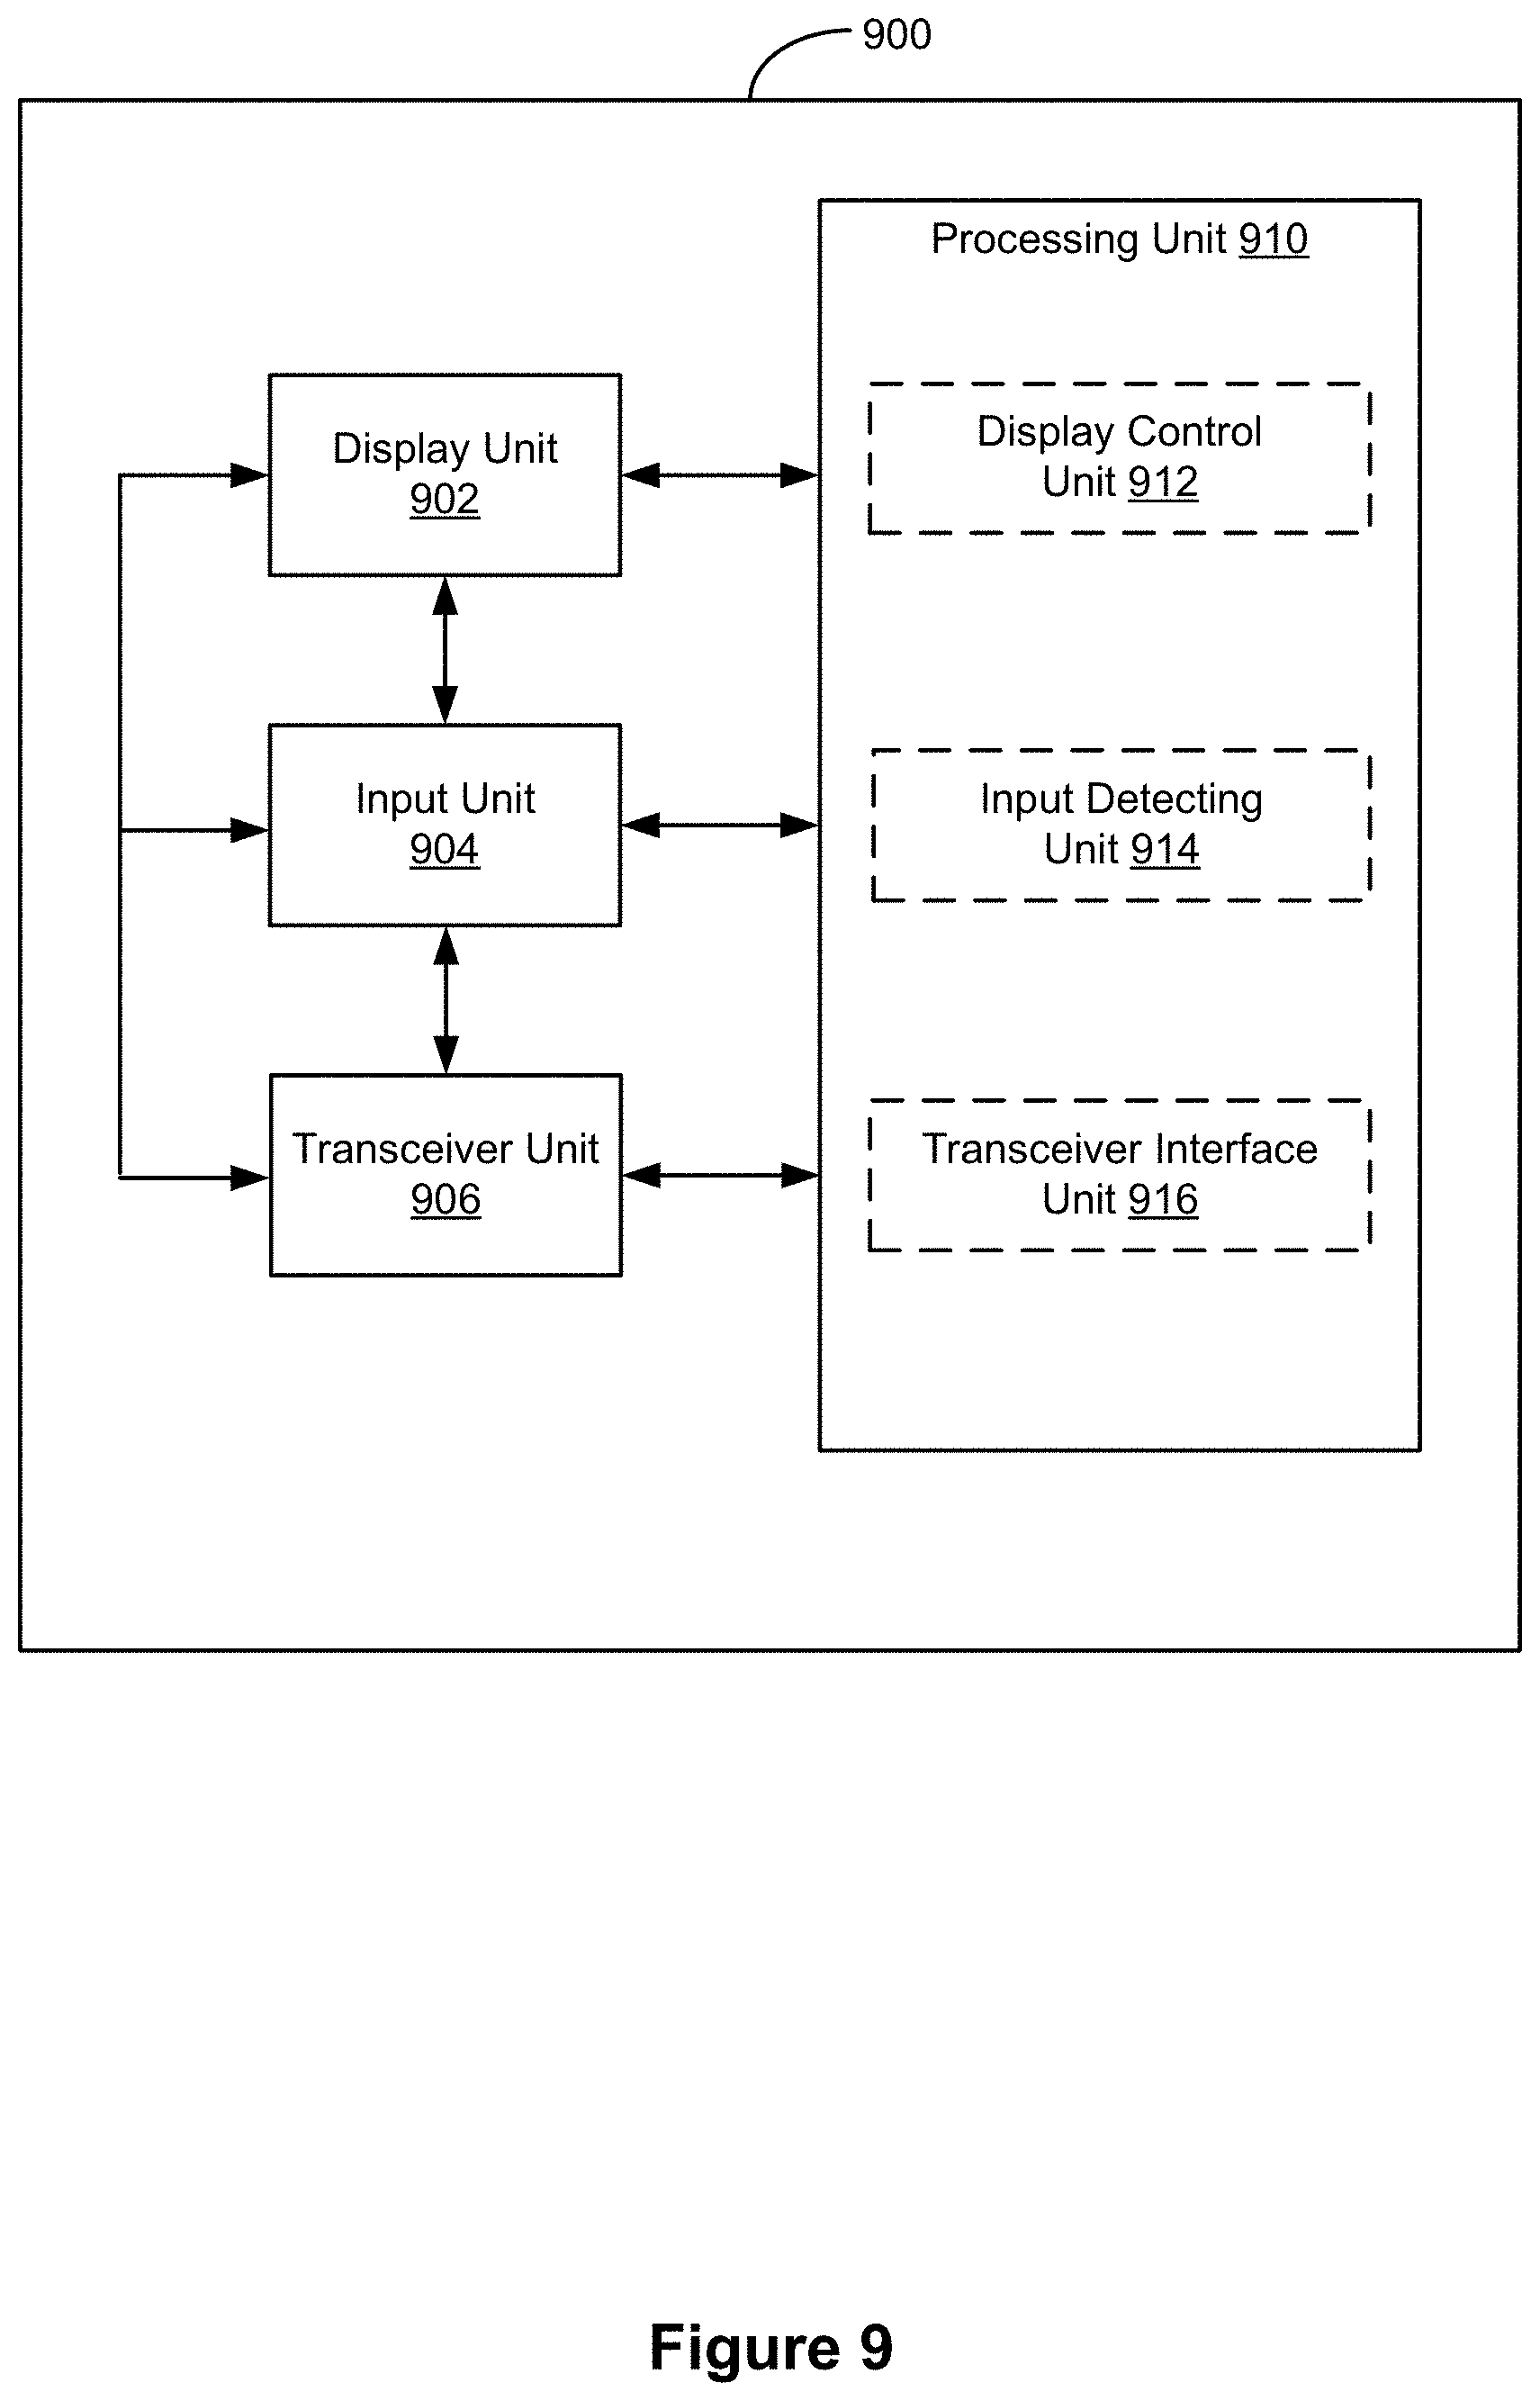 900
Processing Unit 910
Display Unit
902
Display Control
Unit 912
Input Unit
904
Input Detecting
Unit 914
Transceiver Unit
906
Transceiver Interface
Unit 916
Figure 9